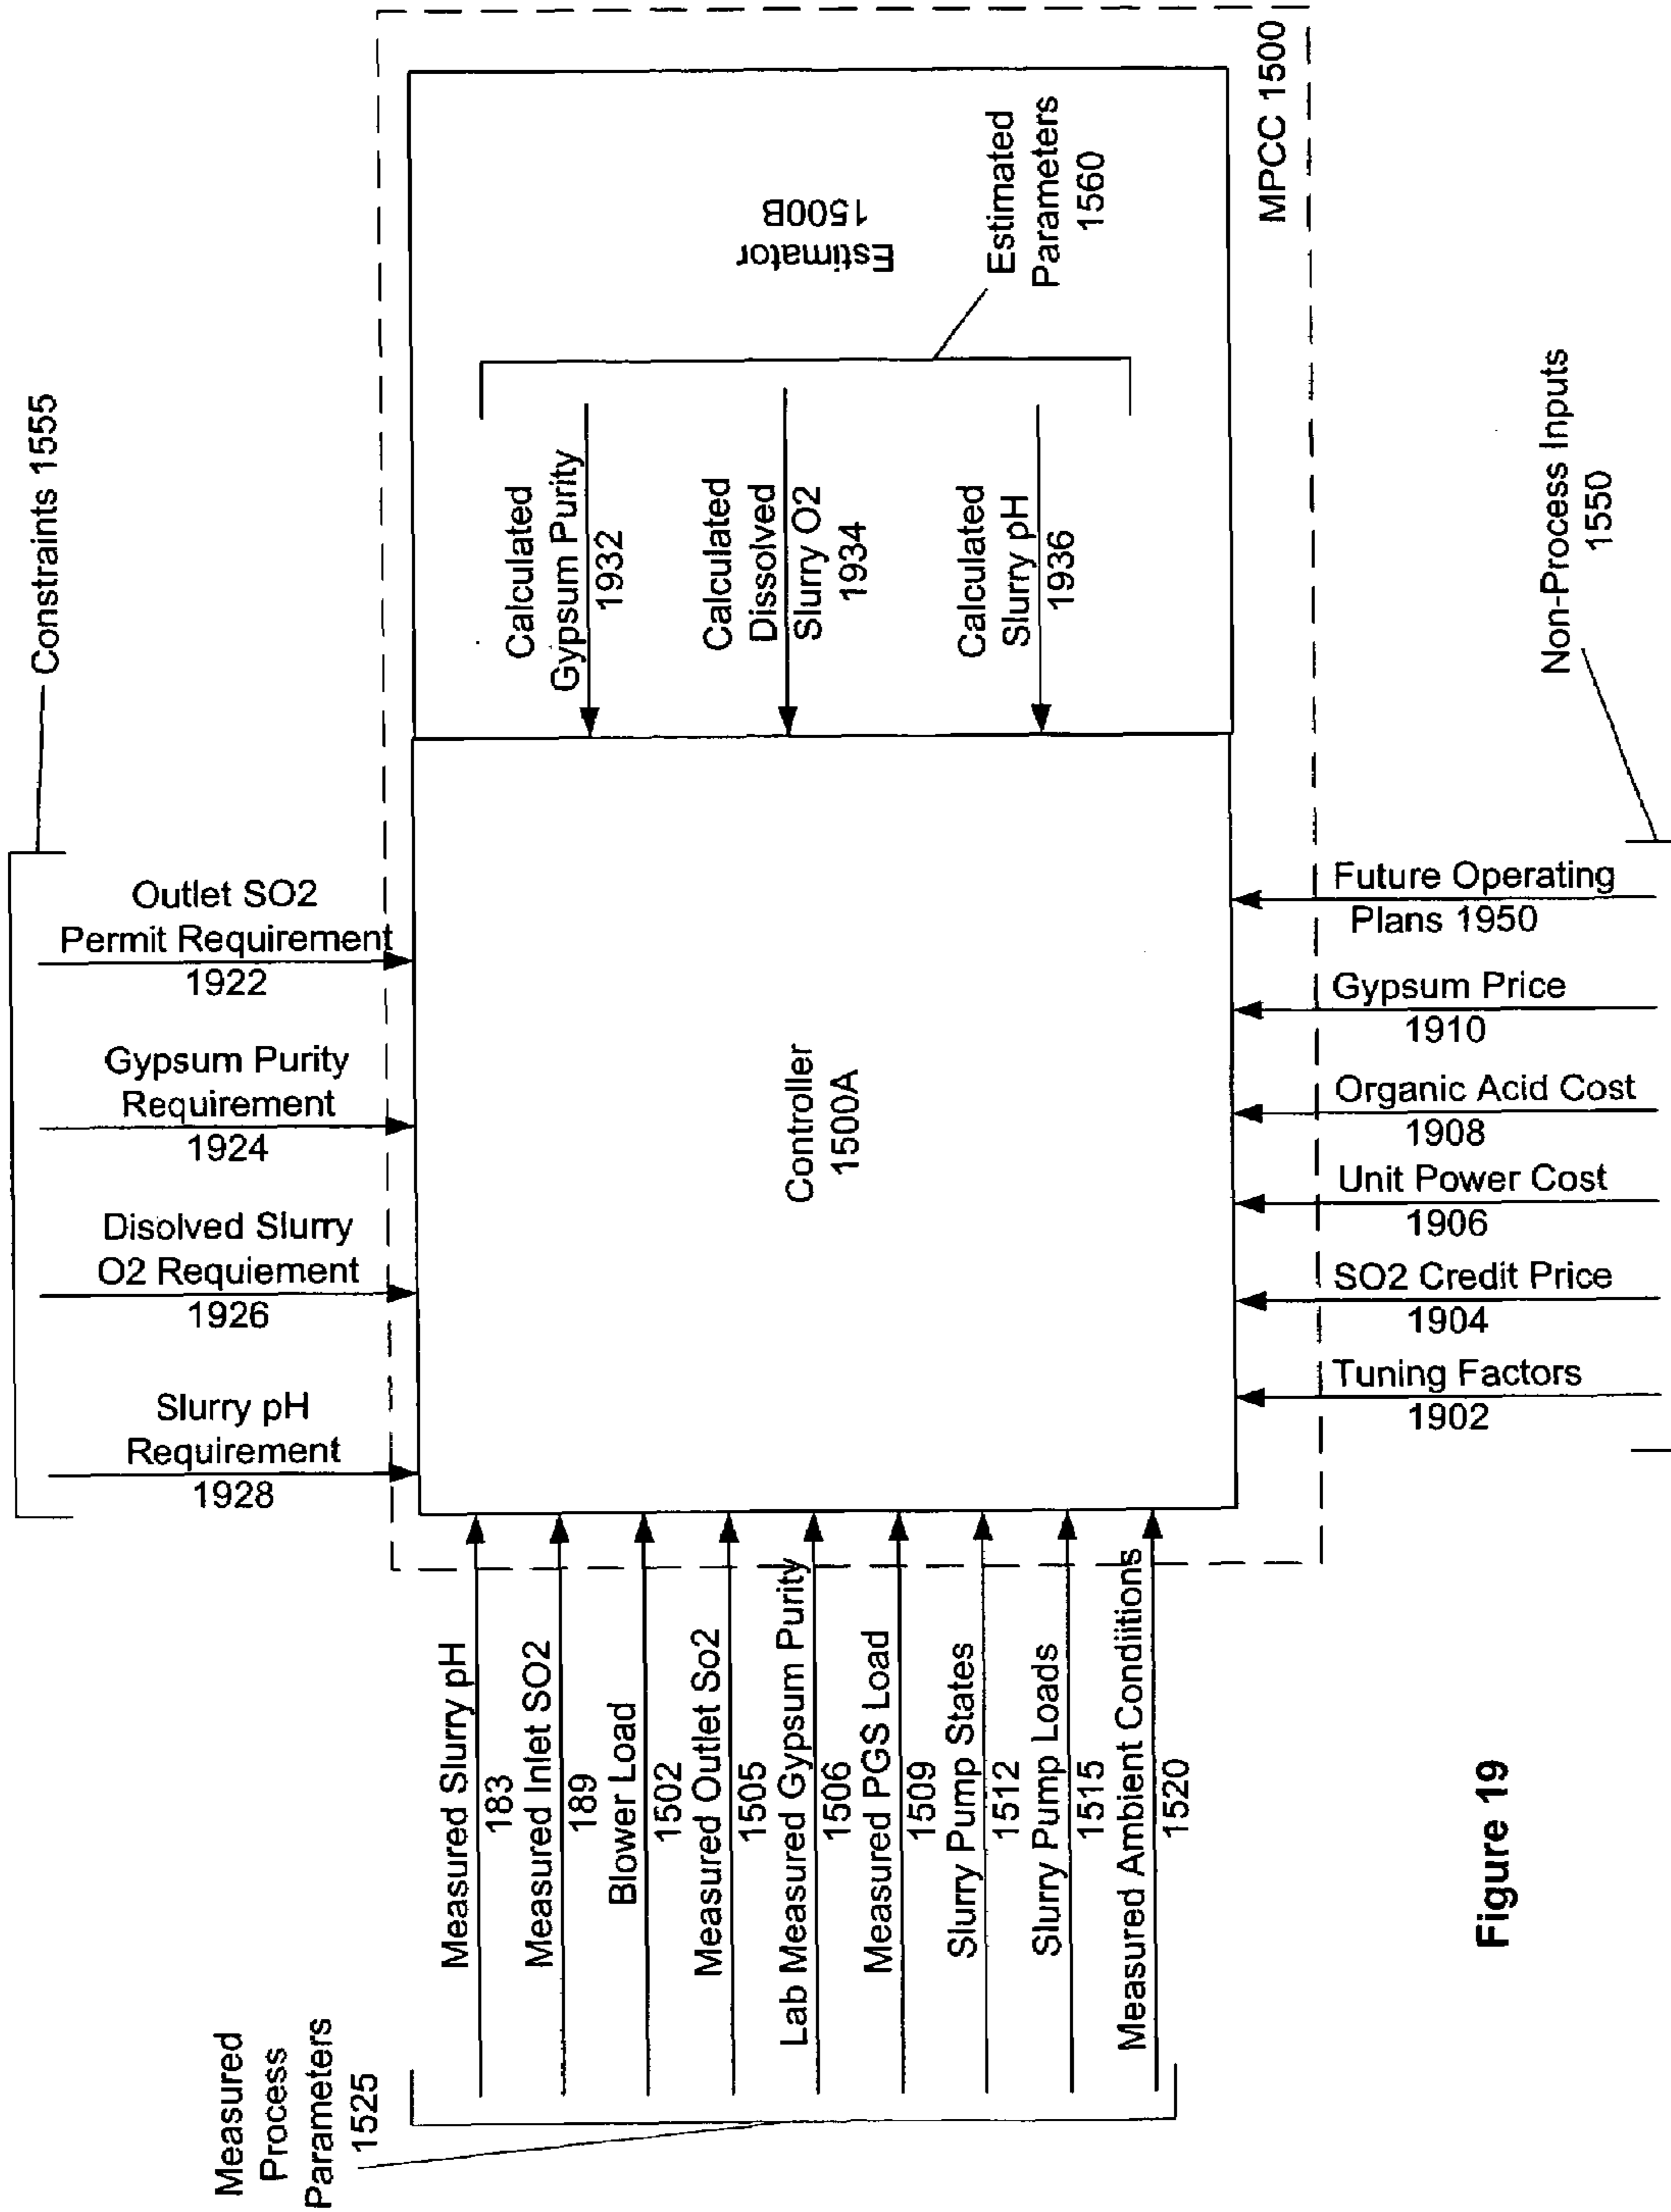 Constraints 1555
Outlet SO2
Permit Requirement
1922
Gypsum Purity
Requirement
1924
Disolved Slurry
O2 Requiement
1926
Slurry pH
Requirement
1928
Measured
Process
Parameters
1525
Measured Slurry pH
183
Measured Inlet SO2
189
Blower Load
1502
Measured Outlet So2
1505
Lab Measured Gypsum Purity
1506
Measured PGS Load
1509
Slurry Pump States
1512
Slurry Pump Loads
1515
Measured Ambient Condiitions
1520
Controller
1500A
Calculated
Gypsum Purity
1932
Calculated
Dissolved
Slurry O2
1934
Calculated
Slurry pH
1936
Estimator
1500B
Estimated
Parameters
1560
MPCC 1500
Future Operating
Plans 1950
Gypsum Price
1910
Organic Acid Cost
1908
Unit Power Cost
1906
SO2 Credit Price
1904
Tuning Factors
1902
Non-Process Inputs
1550
Figure 19